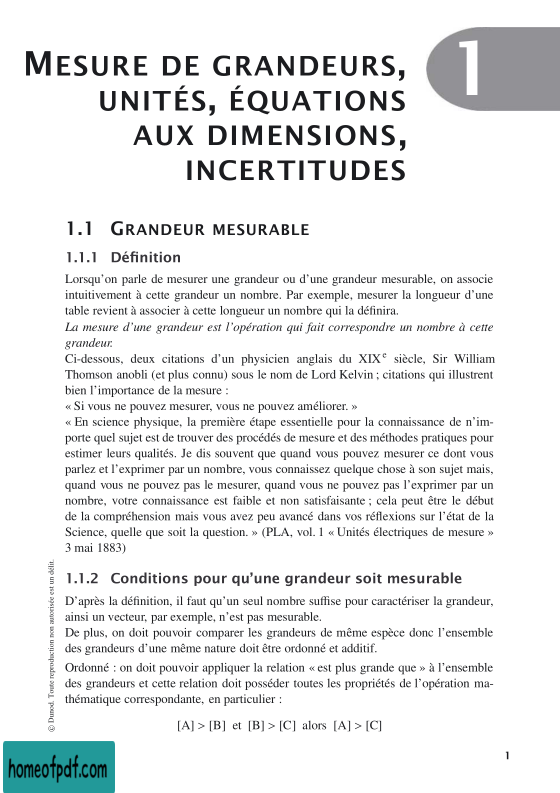 1
MESURE DE GRANDEURS,
UNITÉS, ÉQUATIONS
AUX DIMENSIONS,
INCERTITUDES
1.1 GRANDEUR MESURABLE
1.1.1 Définition
Lorsqu'on parle de mesurer une grandeur ou d'une grandeur mesurable, on associe
intuitivement à cette grandeur un nombre. Par exemple, mesurer la longueur d'une
table revient à associer à cette longueur un nombre qui la définira.
La mesure d'une grandeur est l'opération qui fait correspondre un nombre à cette
grandeur.
Ci-dessous, deux citations d'un physicien anglais du XIXe siècle, Sir William
Thomson anobli (et plus connu) sous le nom de Lord Kelvin ; citations qui illustrent
bien l'importance de la mesure :
« Si vous ne pouvez mesurer, vous ne pouvez améliorer. »
« En science physique, la première étape essentielle pour la connaissance de n'im-
porte quel sujet est de trouver des procédés de mesure et des méthodes pratiques pour
estimer leurs qualités. Je dis souvent que quand vous pouvez mesurer ce dont vous
parlez et l'exprimer par un nombre, vous connaissez quelque chose à son sujet mais,
quand vous ne pouvez pas le mesurer, quand vous ne pouvez pas l'exprimer par un
nombre, votre connaissance est faible et non satisfaisante ; cela peut être le début
de la compréhension mais vous avez peu avancé dans vos réflexions sur l'état de la
Science, quelle que soit la question. » (PLA, vol. 1 « Unités électriques de mesure »
3 mai 1883)
1.1.2 Conditions pour qu'une grandeur soit mesurable
D'après la définition, il faut qu'un seul nombre suffise pour caractériser la grandeur,
ainsi un vecteur, par exemple, n'est pas mesurable.
De plus, on doit pouvoir comparer les grandeurs de même espèce donc l'ensemble
des grandeurs d'une même nature doit être ordonné et additif.
Ordonné : on doit pouvoir appliquer la relation « est plus grande que » à l'ensemble
des grandeurs et cette relation doit posséder toutes les propriétés de l'opération ma-
thématique correspondante, en particulier :
[A] > [B] et [B] > [C] alors [A] > [C]
© Dunod. Toute reproduction non autorisée est un délit.
1
homeofpdf.com